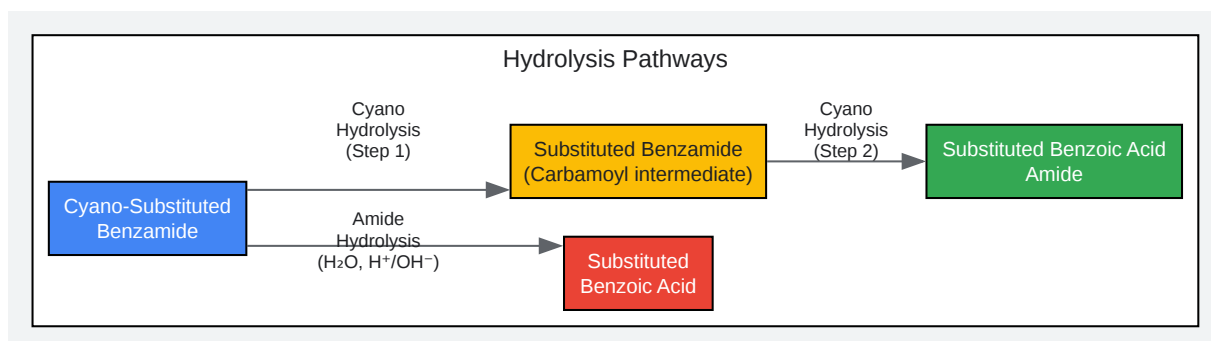 Hydrolysis Pathways
Cyano
Hydrolysis
(Step 1)
Cyano
Hydrolysis
(Step 2)
Substituted Benzamide
(Carbamoyl intermediate)
Substituted Benzoic Acid
Amide
Cyano-Substituted
Benzamide
Amide
Hydrolysis
(H₂O, H⁺/OH⁻)
Substituted
Benzoic Acid